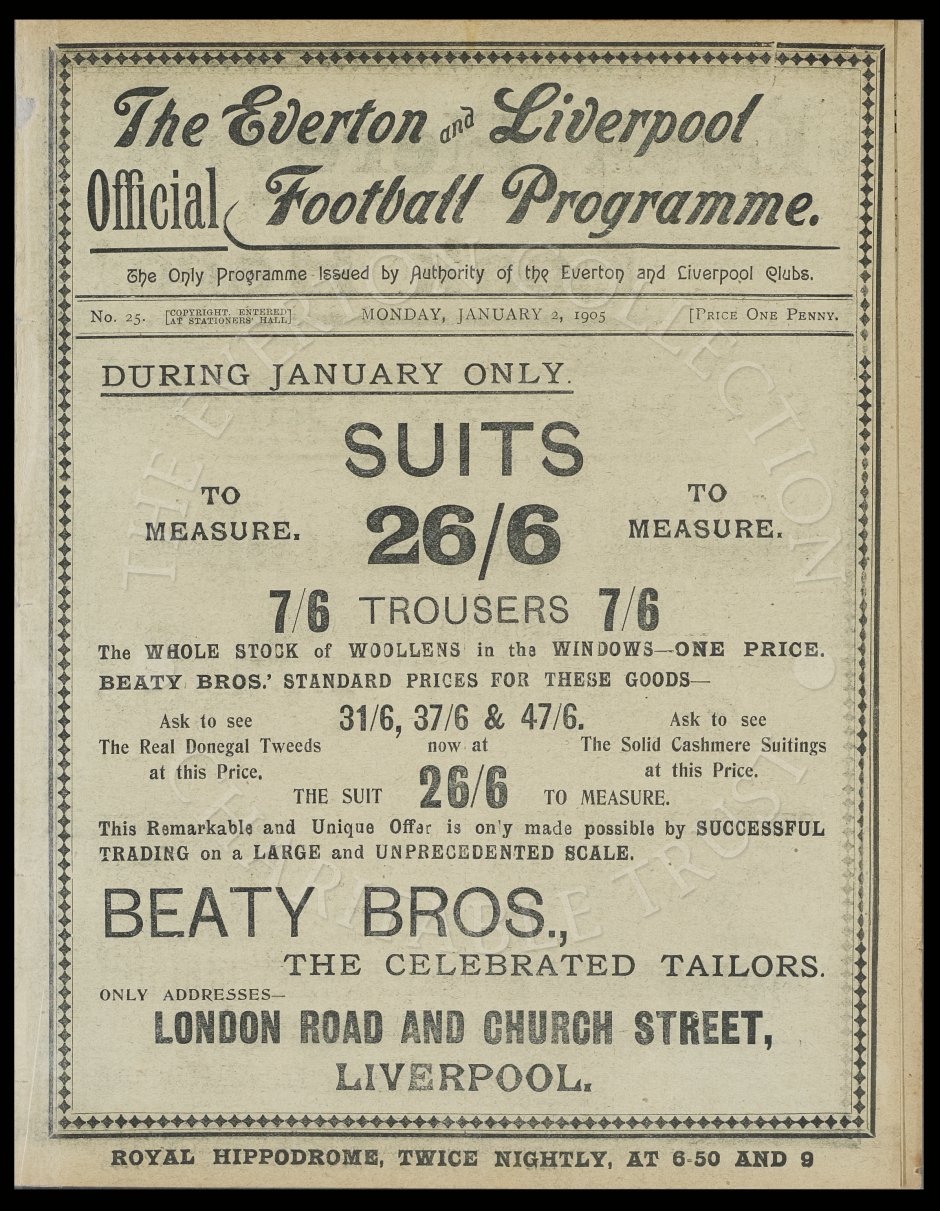 The Everton and Liverpool
Official Football Programme.
The Only Programme Issued by Authority of the Everton and Liverpool Clubs.
No. 25. [COPYRIGHT. ENTERED AT STATIONERS' HALL] MONDAY, JANUARY 2, 1905 [PRICE ONE PENNY.
DURING JANUARY ONLY.
SUITS
TO MEASURE. 26/6 TO MEASURE.
7/6 TROUSERS 7/6
The WHOLE STOCK of WOOLLENS in the WINDOWS—ONE PRICE.
BEATY BROS.' STANDARD PRICES FOR THESE GOODS—
31/6, 37/6 & 47/6.
Ask to see
The Real Donegal Tweeds
at this Price.
now at
Ask to see
The Solid Cashmere Suitings
at this Price.
THE SUIT 26/6 TO MEASURE.
This Remarkable and Unique Offer is only made possible by SUCCESSFUL
TRADING on a LARGE and UNPRECEDENTED SCALE.
BEATY BROS.,
THE CELEBRATED TAILORS.
ONLY ADDRESSES—
LONDON ROAD AND CHURCH STREET,
LIVERPOOL.
ROYAL HIPPODROME, TWICE NIGHTLY, AT 6-50 AND 9
THE EVERTON COLLECTION
CHARITABLE TRUST